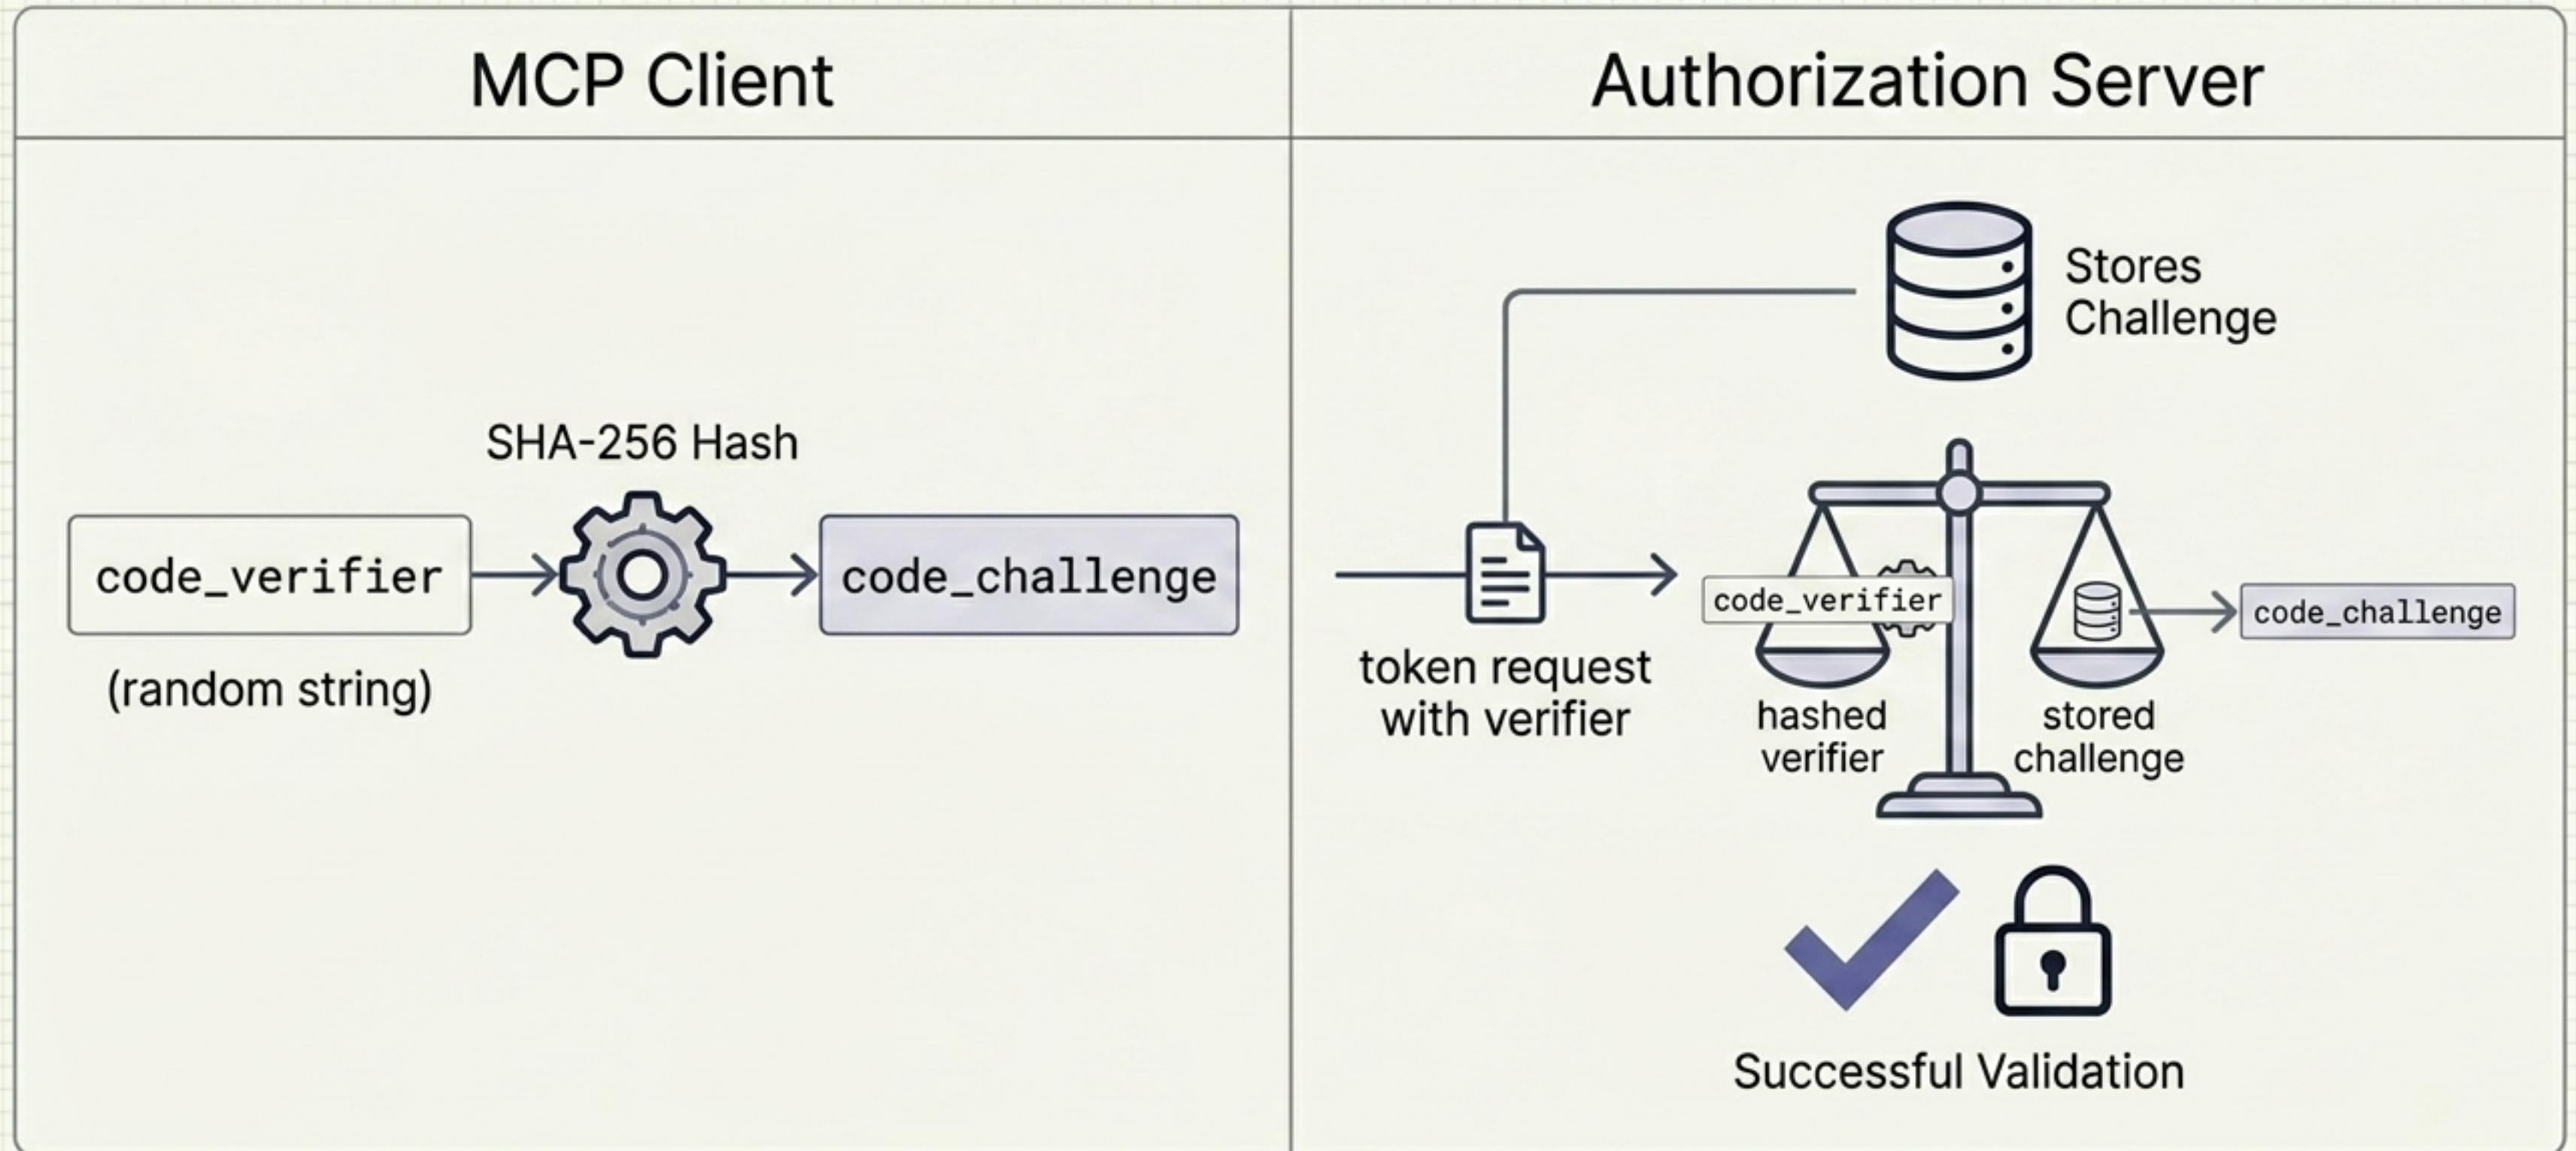 MCP Client
Authorization Server
SHA-256 Hash
code_verifier
code_challenge
(random string)
Stores
Challenge
token request
with verifier
code_verifier
code_challenge
hashed
verifier
stored
challenge
Successful Validation